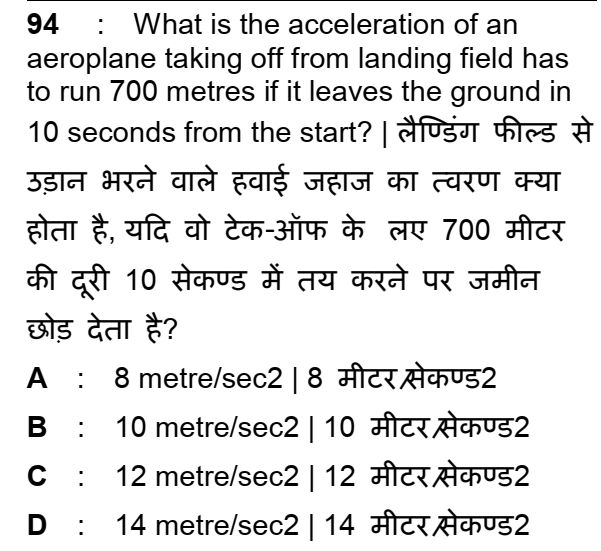 94 : What is the acceleration of an
aeroplane taking off from landing field has
to run 700 metres if it leaves the ground in
10 seconds from the start? | लैण्डिंग फील्ड से
उड़ान भरने वाले हवाई जहाज का त्वरण क्या
होता है, यदि वो टेक-ऑफ के लए 700 मीटर
की दूरी 10 सेकण्ड में तय करने पर जमीन
छोड़ देता है?
A : 8 metre/sec2 | 8 मीटर/सेकण्ड2
B : 10 metre/sec2 | 10 मीटर/सेकण्ड2
C : 12 metre/sec2 | 12 मीटर/सेकण्ड2
D : 14 metre/sec2 | 14 मीटर/सेकण्ड2